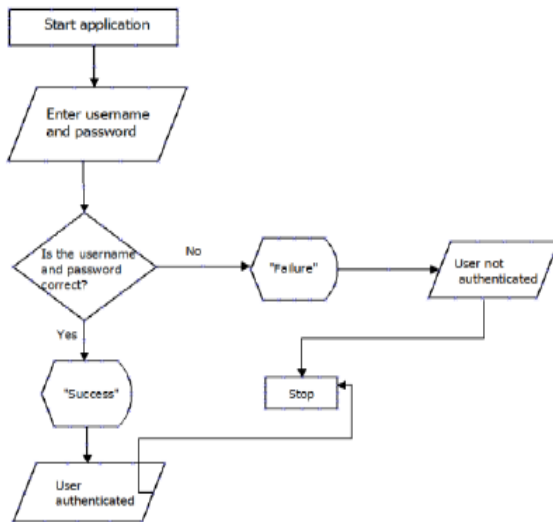 Start application
Enter username
and password
Is the username
and password
correct?
No
"Failure"
User not
authenticated
Yes
"Success"
Stop
User
authenticated